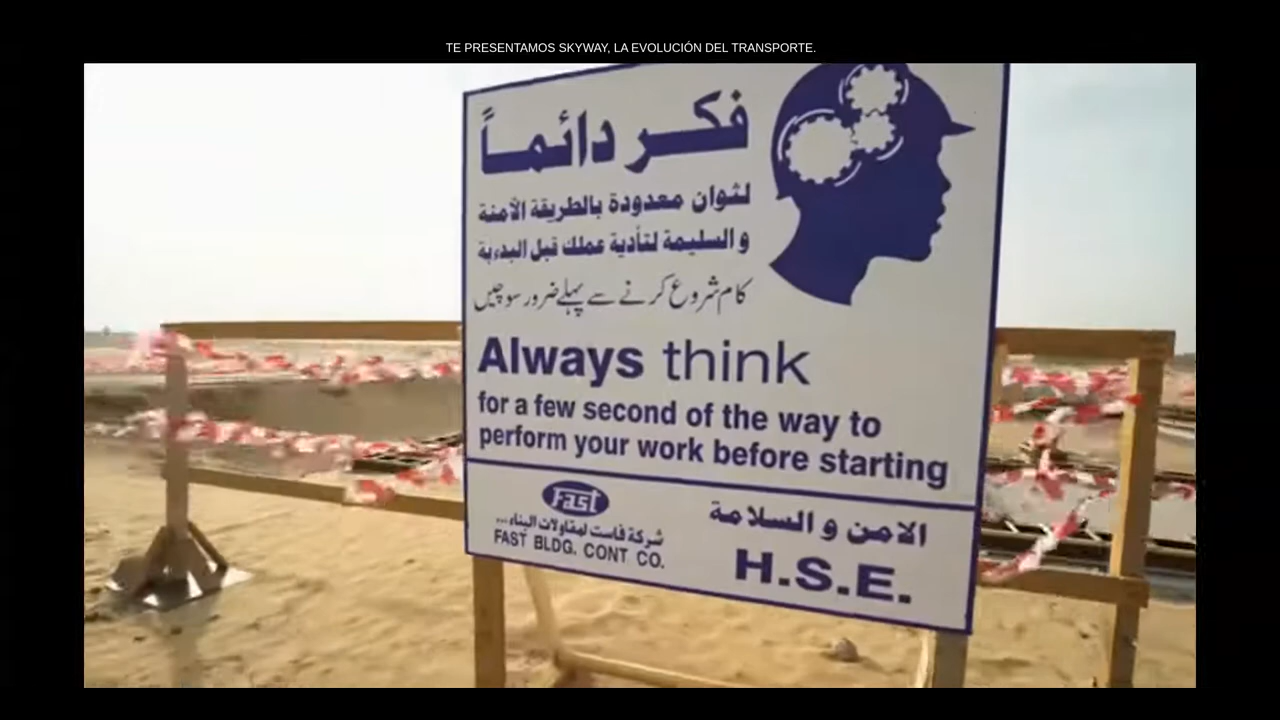 TE PRESENTAMOS SKYWAY, LA EVOLUCIÓN DEL TRANSPORTE.
فكر دائماً
لثوان معدودة بالطريقة الآمنة
و السليمة لتأدية عملك قبل البدء بة
کام شروع کرنے سے پہلے ضرور سوچیں
Always think
for a few second of the way to
perform your work before starting
Fast
شركة فاست لمقاولات البناء...
FAST BLDG. CONT CO.
الامن و السلامة
H.S.E.